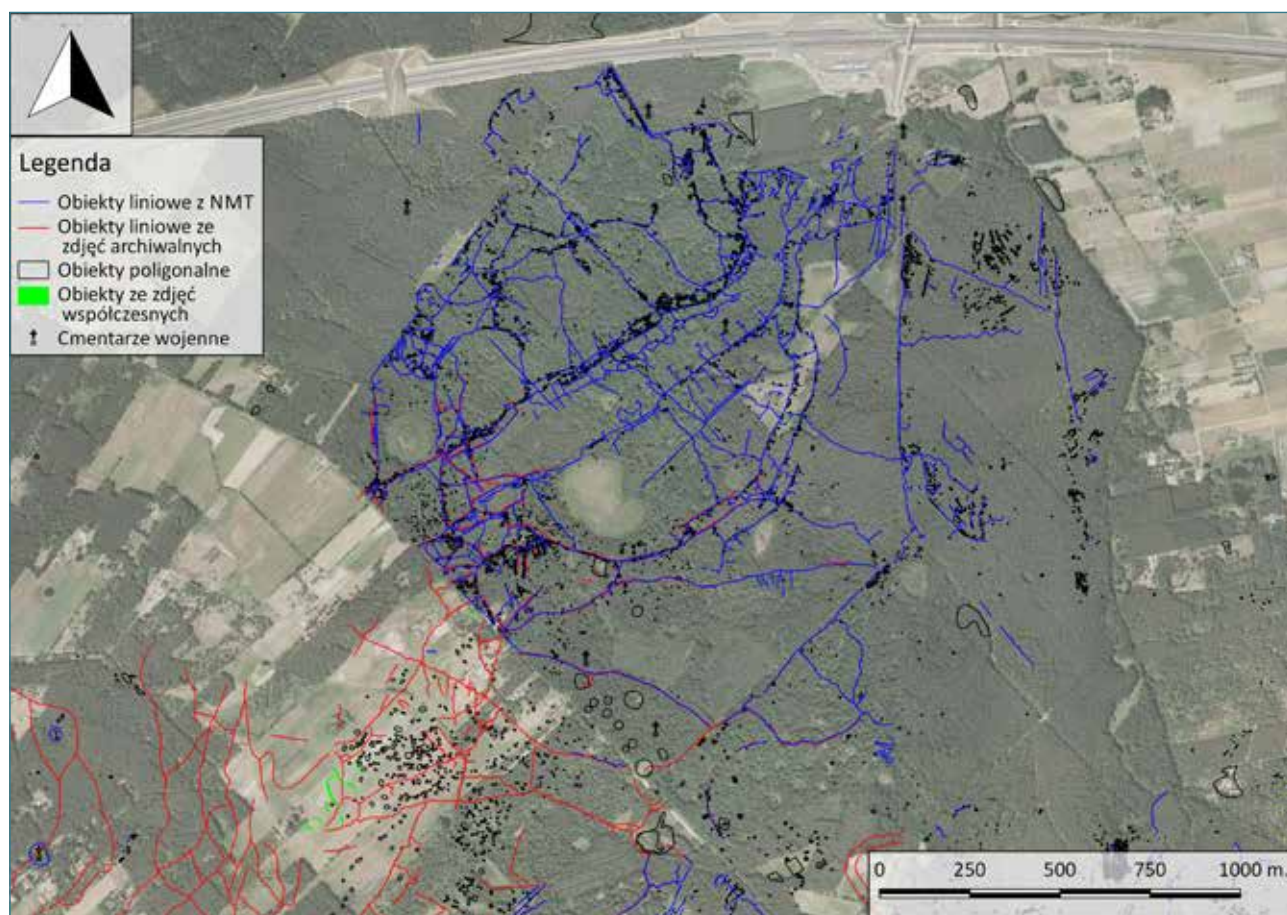 Legenda
Obiekty liniowe z NMT
Obiekty liniowe ze
zdjęć archiwalnych
Obiekty poligonalne
Obiekty ze zdjęć
współczesnych
Cmentarze wojenne
0 250 500 750 1000 m.